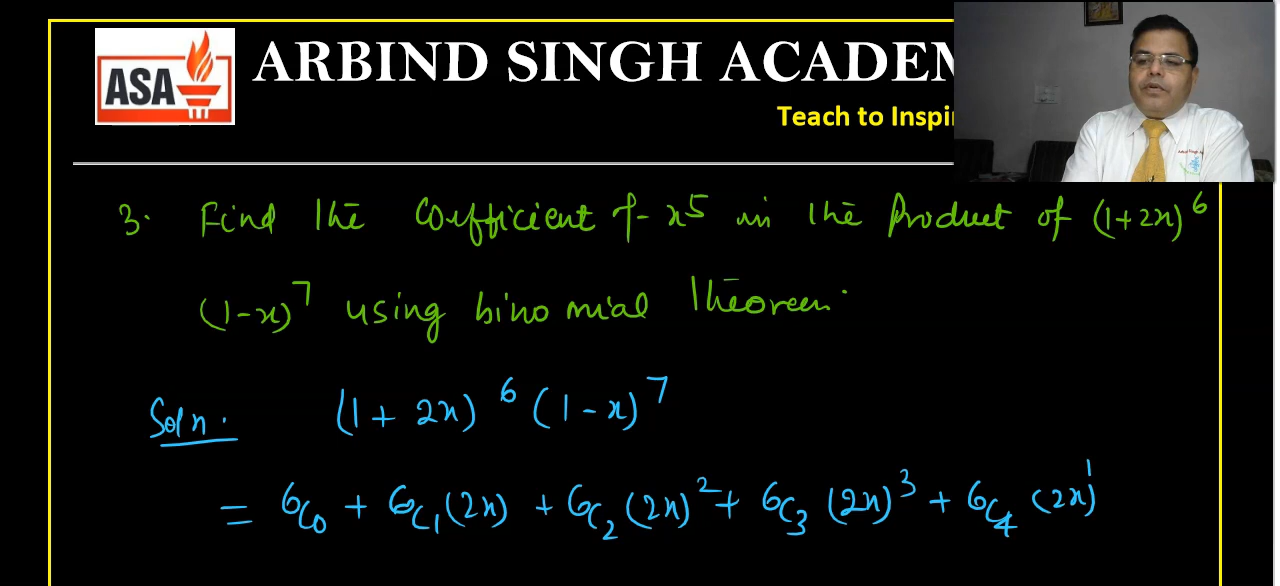 ASA
ARBIND SINGH ACADEM
Teach to Inspi
3. Find the Coefficient of x⁵ in the Product of (1+2x)⁶
(1-x)⁷ using binomial Theorem.
Soln. (1+2x)⁶ (1-x)⁷
= 6C₀ + 6C₁(2x) + 6C₂(2x)² + 6C₃(2x)³ + 6C₄(2x)